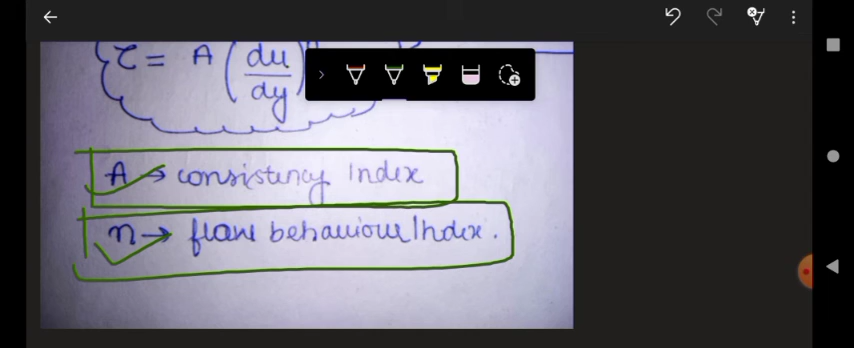 τ = A (du/dy)
A → consistency Index
n → flow behaviour Index.